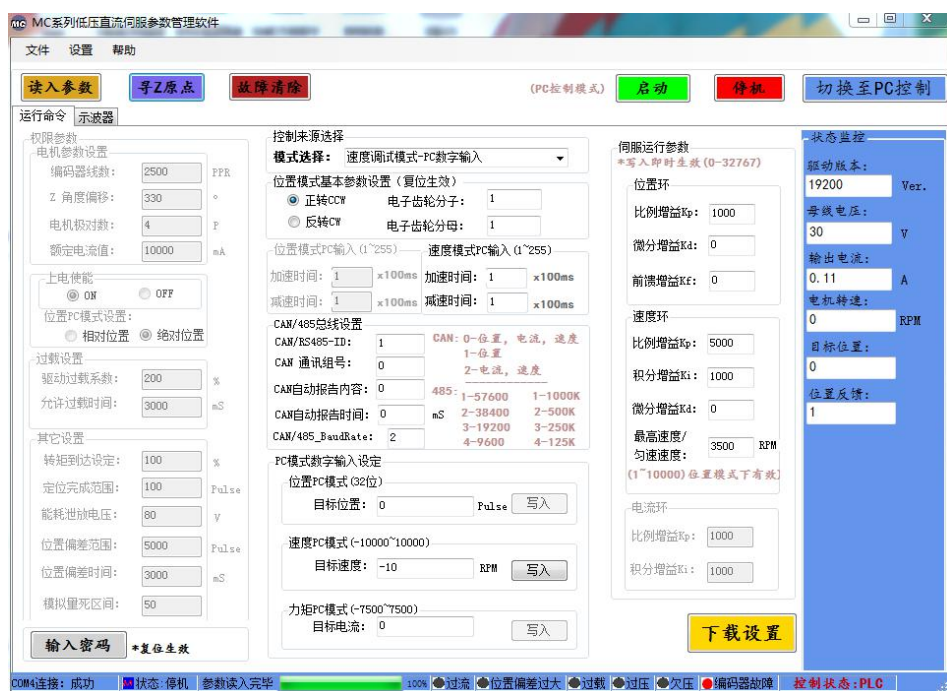 MC系列低压直流伺服参数管理软件
文件 设置 帮助
读入参数 寻Z原点 故障清除 (PC控制模式) 启动 停机 切换至PC控制
运行命令 示波器
权限参数
电机参数设置
编码器线数: 2500 PPR
Z 角度偏移: 330 °
电机极对数: 4 P
额定电流值: 10000 mA
上电使能
ON OFF
位置PC模式设置:
相对位置 绝对位置
过载设置
驱动过载系数: 200 %
允许过载时间: 3000 mS
其它设置
转矩到达设定: 100 %
定位完成范围: 100 Pulse
能耗泄放电压: 80 V
位置偏差范围: 5000 Pulse
位置偏差时间: 3000 mS
模拟量死区间: 50
输入密码 *复位生效
控制来源选择
模式选择: 速度调试模式-PC数字输入
位置模式基本参数设置(复位生效)
正转CCW 电子齿轮分子: 1
反转CW 电子齿轮分母: 1
位置模式PC输入(1~255)
加速时间: 1 x100ms
减速时间: 1 x100ms
速度模式PC输入(1~255)
加速时间: 1 x100ms
减速时间: 1 x100ms
CAN/485总线设置
CAN/RS485-ID: 1
CAN 通讯组号: 0
CAN自动报告内容: 0
CAN自动报告时间: 0 mS
CAN/485_BaudRate: 2
CAN: 0-位置, 电流, 速度
1-位置
2-电流, 速度
485: 1-57600 1-1000K
2-38400 2-500K
3-19200 3-250K
4-9600 4-125K
PC模式数字输入设定
位置PC模式(32位)
目标位置: 0 Pulse 写入
速度PC模式(-10000~10000)
目标速度: -10 RPM 写入
力矩PC模式(-7500~7500)
目标电流: 0 写入
伺服运行参数
*写入即时生效(0-32767)
位置环
比例增益Kp: 1000
微分增益Kd: 0
前馈增益Kf: 0
速度环
比例增益Kp: 5000
积分增益Ki: 1000
微分增益Kd: 0
最高速度/
匀速速度: 3500 RPM
(1~10000)位置模式下有效)
电流环
比例增益Kp: 1000
积分增益Ki: 1000
下载设置
状态监控
驱动版本:
19200 Ver.
母线电压:
30 V
输出电流:
0.11 A
电机转速:
0 RPM
目标位置:
0
位置反馈:
1
COM4连接: 成功 状态:停机 参数读入完毕 100% 过流 位置偏差过大 过载 过压 欠压 编码器故障 控制状态:PLC